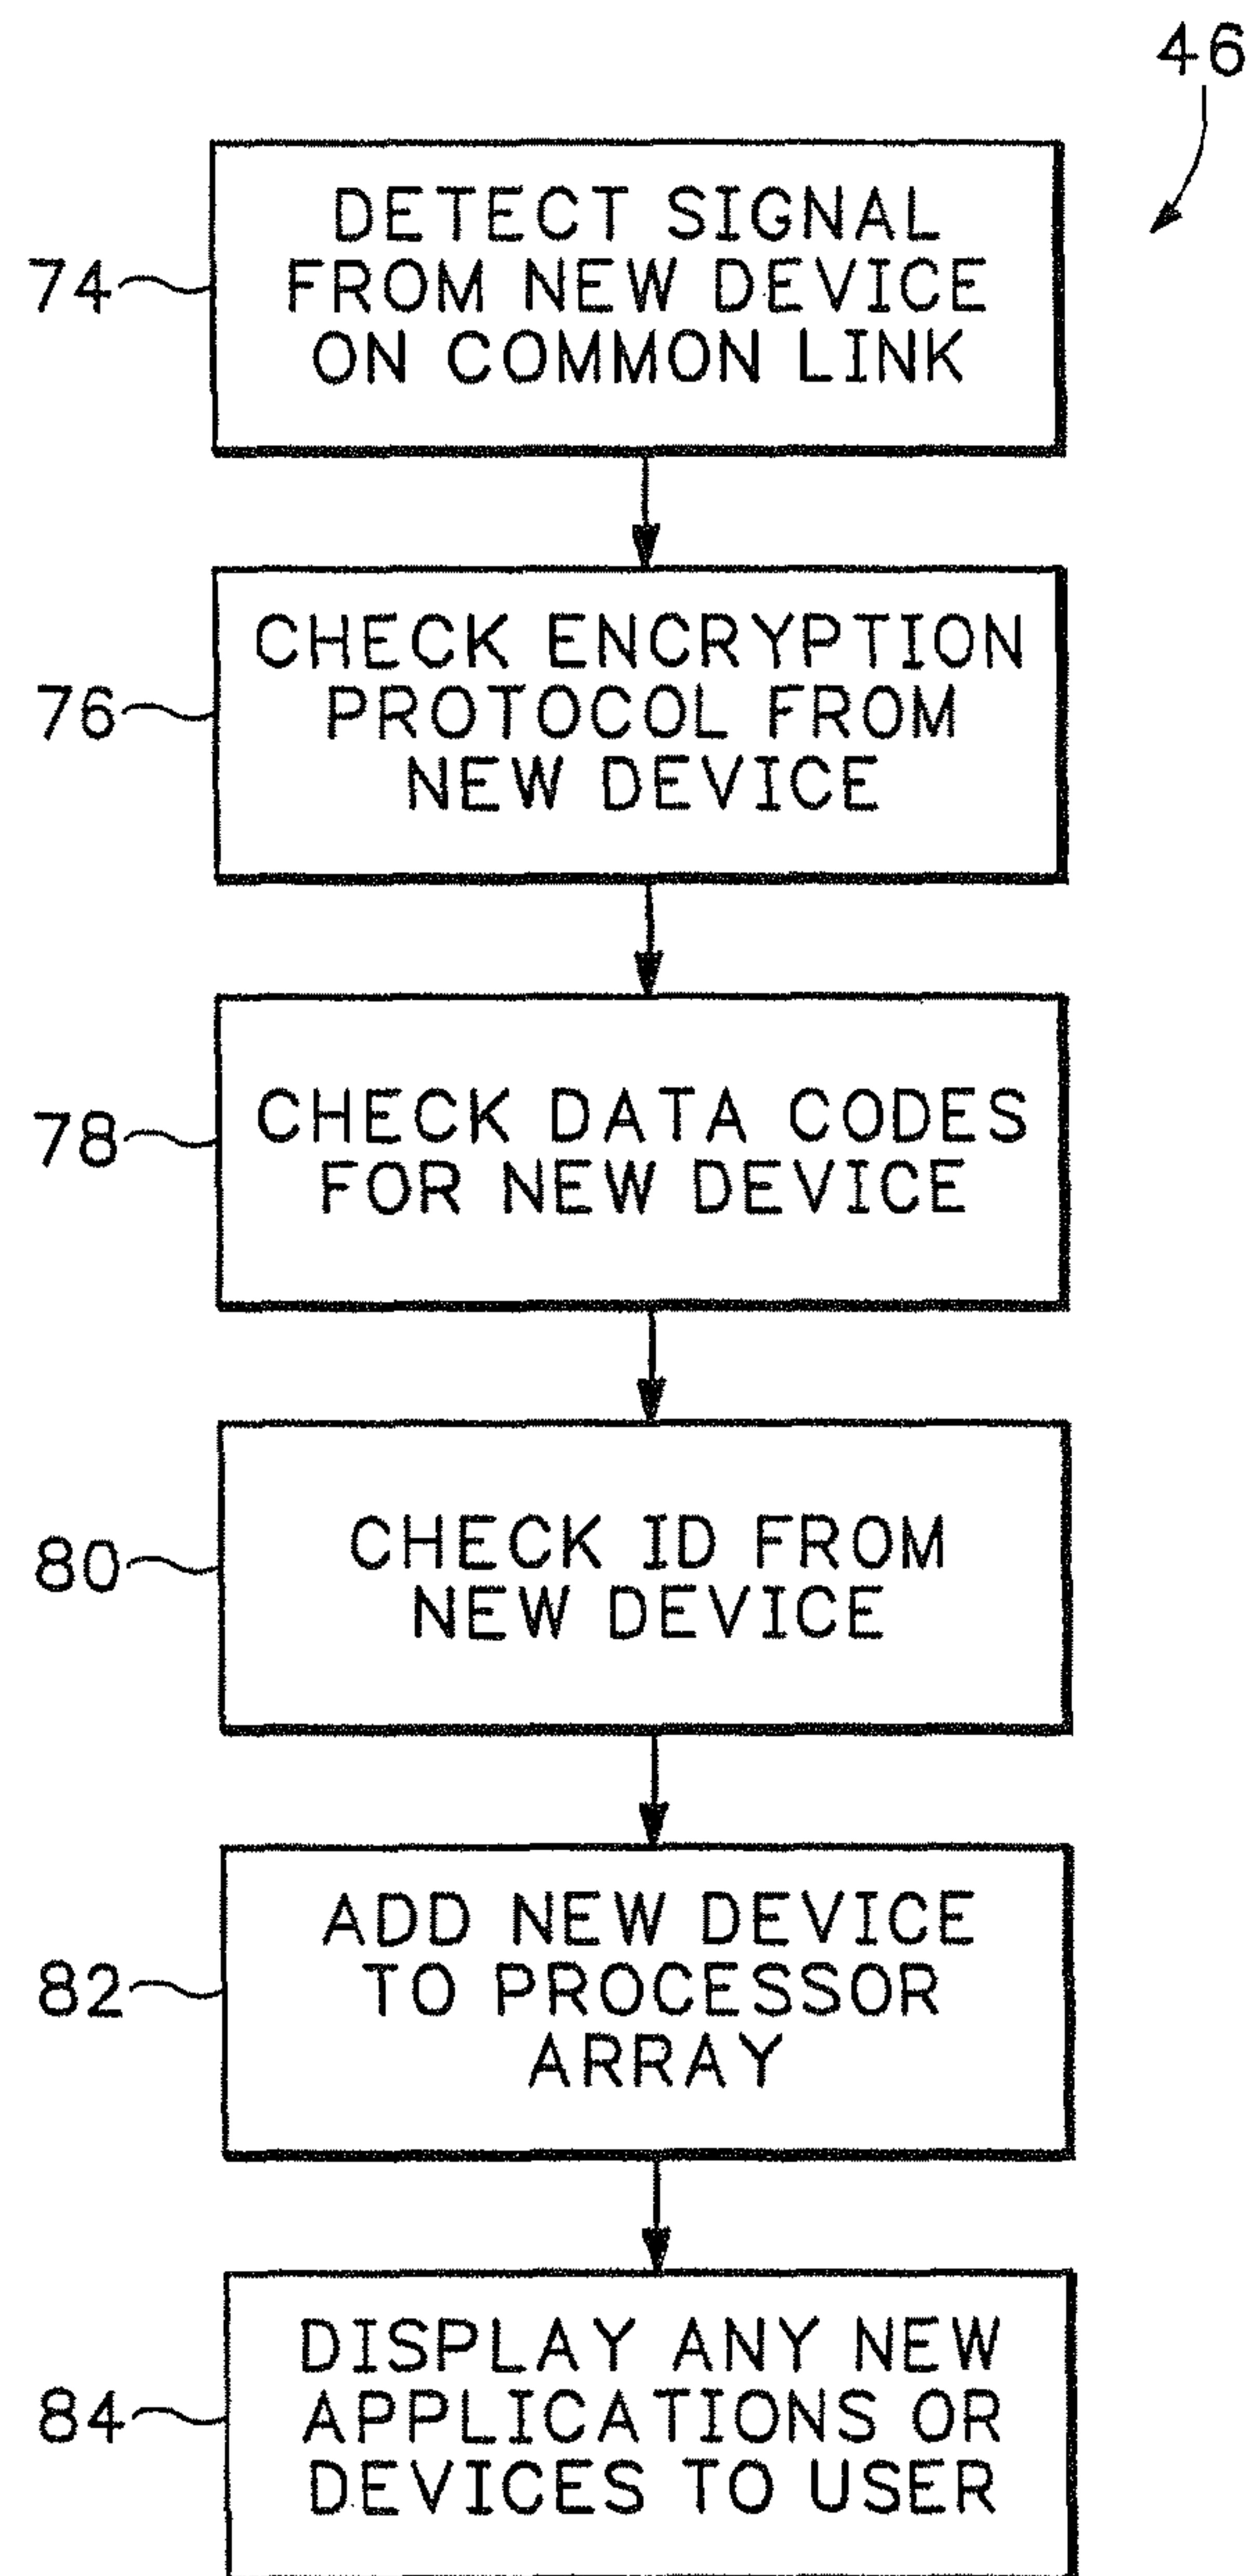 46
74
DETECT SIGNAL
FROM NEW DEVICE
ON COMMON LINK
76
CHECK ENCRYPTION
PROTOCOL FROM
NEW DEVICE
78
CHECK DATA CODES
FOR NEW DEVICE
80
CHECK ID FROM
NEW DEVICE
82
ADD NEW DEVICE
TO PROCESSOR
ARRAY
84
DISPLAY ANY NEW
APPLICATIONS OR
DEVICES TO USER